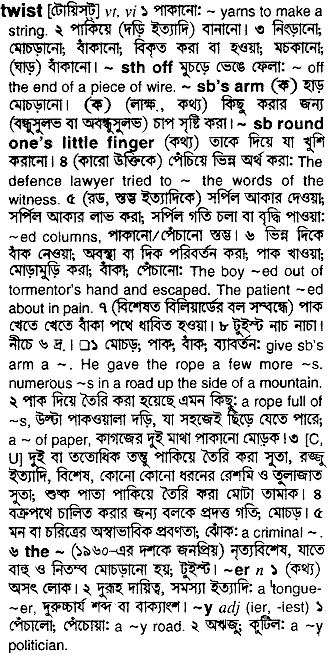 twist [টোয়িসট্] vt, vi ১ পাকানো: ~ yarns to make a
string. ২ পাকিয়ে (দড়ি ইত্যাদি) বানানো। ৩ নিংড়ানো;
মোচড়ানো; বাঁকানো; বিকৃত করা বা হওয়া; মচকানো;
(ঘাড়) বাঁকানো। ~ sth off মুচড়ে ভেঙে ফেলা: ~ off
the end of a piece of wire. ~ sb's arm (ক) হাড়
মোচড়ানো। (ক) (লাক্ষ., কথ্য) কিছু করার জন্য
(বন্ধুসুলভ বা অবন্ধুসুলভ) চাপ সৃষ্টি করা। ~ sb round
one's little finger (কথ্য) তাকে দিয়ে যা খুশি
করানো। ৪ (কারো উক্তিকে) পেঁচিয়ে ভিন্ন অর্থ করা: The
defence lawyer tried to ~ the words of the
witness. ৫ (রড, স্তম্ভ ইত্যাদিকে) সর্পিল আকার দেওয়া;
সর্পিল আকার লাভ করা; সর্পিল গতি চলা বা বৃদ্ধি পাওয়া:
~ed columns, পাকানো/পেঁচানো স্তম্ভ। ৬ ভিন্ন দিকে
বাঁক নেওয়া; অবস্থা বা দিক পরিবর্তন করা; পাক খাওয়া;
মোড়ামুড়ি করা; বাঁকা; পেঁচানো: The boy ~ed out of
tormentor's hand and escaped. The patient ~ed
about in pain. ৭ (বিশেষত বিলিয়ার্ডের বল সম্বন্ধে) পাক
খেতে খেতে বাঁকা পথে ধাবিত হওয়া। ৮ টুইস্ট নাচ নাচা।
নীচে ৬ দ্র.। □১ মোচড়; পাক; বাঁক; ব্যাবর্তন: give sb's
arm a ~. He gave the rope a few more ~s.
numerous ~s in a road up the side of a mountain.
২ পাক দিয়ে তৈরি করা হয়েছে এমন কিছু: a rope full of
~s, উল্টা পাকওয়ালা দড়ি, যা সহজেই ছিঁড়ে যেতে পারে;
a ~ of paper, কাগজের দুই মাথা পাকানো মোড়ক। ৩ [C,
U] দুই বা ততোধিক তন্তু পাকিয়ে তৈরি করা সুতা, রজ্জু
ইত্যাদি, বিশেষ, কোনো কোনো ধরনের রেশমি ও তুলাজাত
সুতা; শুষ্ক পাতা পাকিয়ে তৈরি করা মোটা তামাক। ৪
বক্রপথে চালিত করার জন্য বলকে প্রদত্ত গতি; মোচড়। ৫
মন বা চরিত্রের অস্বাভাবিক প্রবণতা; ঝোঁক: a criminal ~.
৬ the ~ (১৯৬০-এর দশকে জনপ্রিয়) নৃত্যবিশেষ, যাতে
বাহু ও নিতম্ব মোচড়ানো হয়; টুইস্ট। ~er n ১ (কথ্য)
অসৎ লোক। ২ দুরূহ দায়িত্ব, সমস্যা ইত্যাদি: a 'tongue-
~er, দুরুচ্চার্য শব্দ বা বাক্যাংশ। ~y adj (ier, -iest) ১
পেঁচালো; পেচোয়া: a ~y road. ২ অঋজু; কুটিল: a ~y
politician.